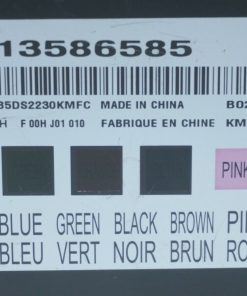 13586585
35DS2230KMFC MADE IN CHINA B02
H F 00H J01 010 FABRIQUE EN CHINE KM
PINK
BLUE GREEN BLACK BROWN PI
BLEU VERT NOIR BRUN RO